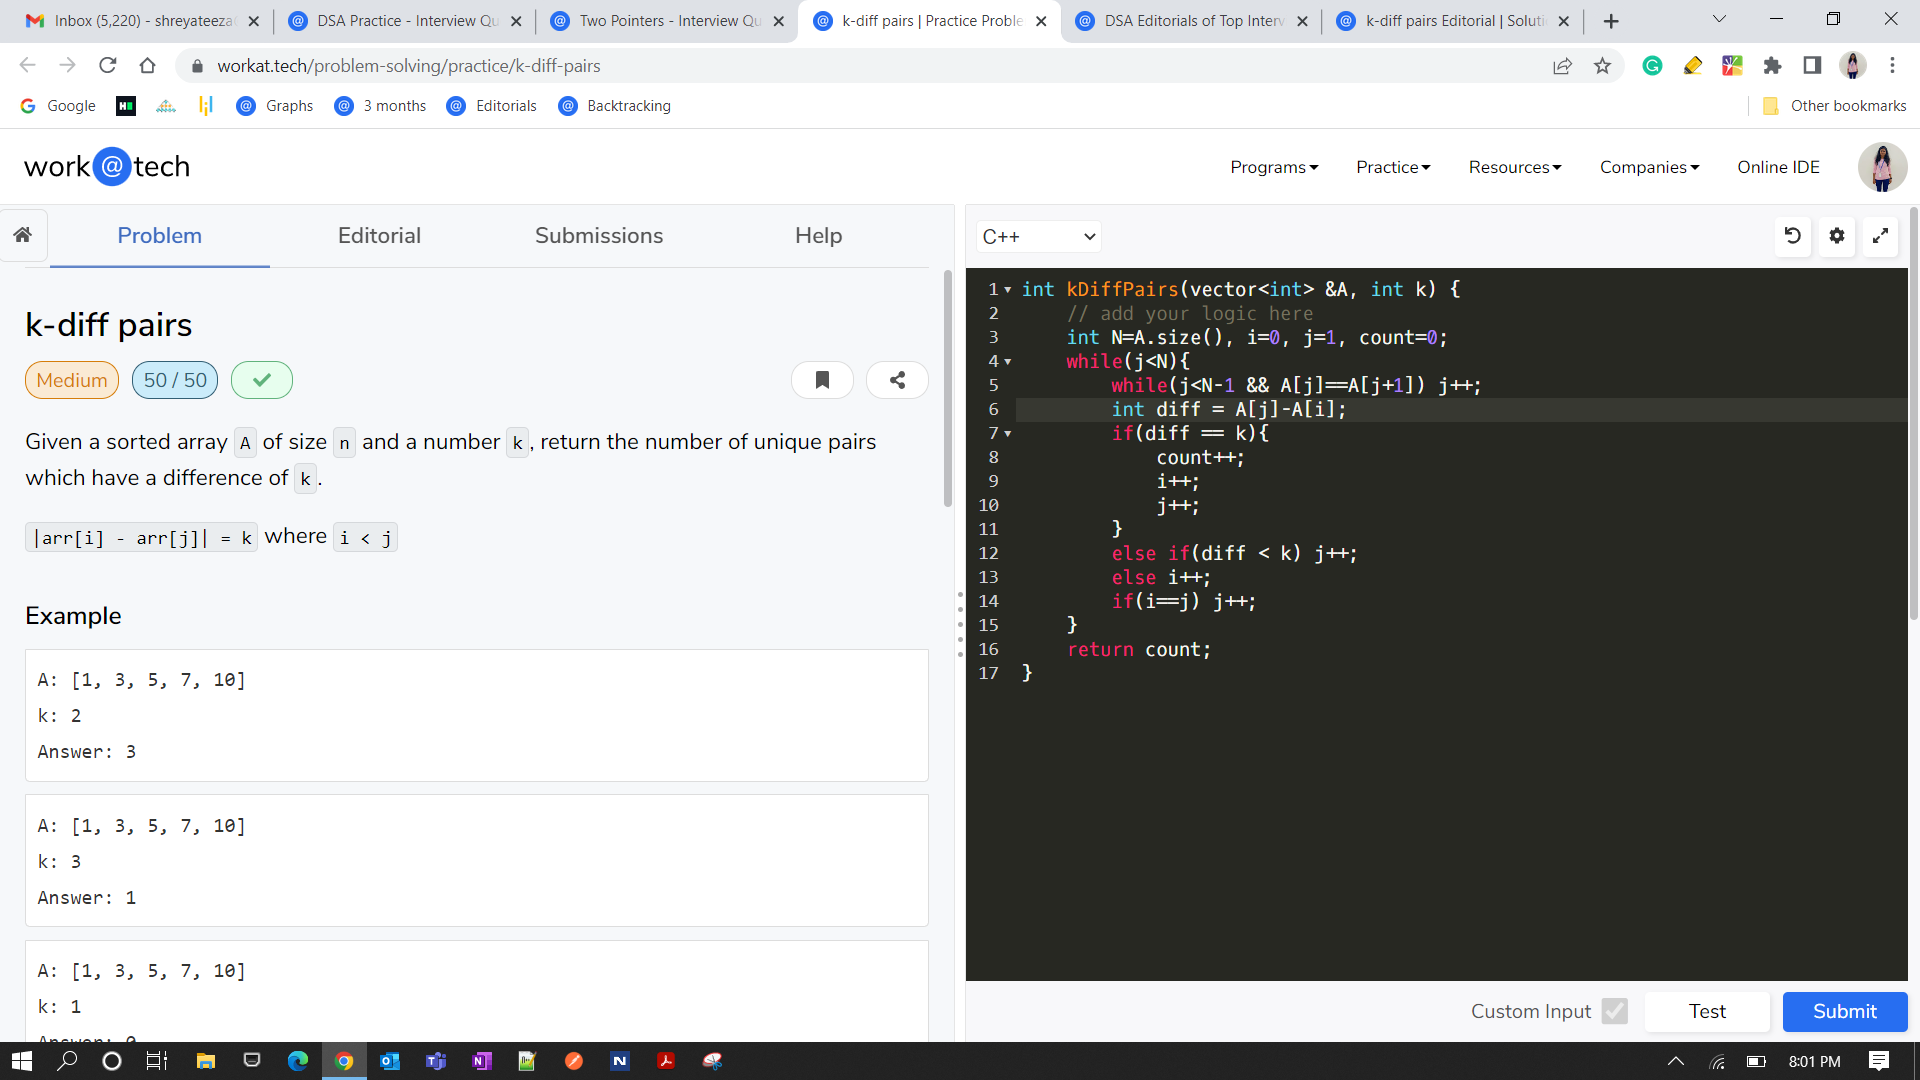 Inbox (5,220) - shreyateeza
DSA Practice - Interview Qu
Two Pointers - Interview Qu
k-diff pairs | Practice Proble
DSA Editorials of Top Interv
k-diff pairs Editorial | Soluti
workat.tech/problem-solving/practice/k-diff-pairs
Google
Graphs
3 months
Editorials
Backtracking
Other bookmarks
work@tech
Programs
Practice
Resources
Companies
Online IDE
Problem
Editorial
Submissions
Help
C++
k-diff pairs
Medium
50 / 50
Given a sorted array A of size n and a number k, return the number of unique pairs
which have a difference of k.
|arr[i] - arr[j]| = k where i < j
Example
A: [1, 3, 5, 7, 10]
k: 2
Answer: 3
A: [1, 3, 5, 7, 10]
k: 3
Answer: 1
A: [1, 3, 5, 7, 10]
k: 1
Answer: 0
1 int kDiffPairs(vector<int> &A, int k) {
2 // add your logic here
3 int N=A.size(), i=0, j=1, count=0;
4 while(j<N){
5 while(j<N-1 && A[j]==A[j+1]) j++;
6 int diff = A[j]-A[i];
7 if(diff == k){
8 count++;
9 i++;
10 j++;
11 }
12 else if(diff < k) j++;
13 else i++;
14 if(i==j) j++;
15 }
16 return count;
17 }
Custom Input
Test
Submit
8:01 PM